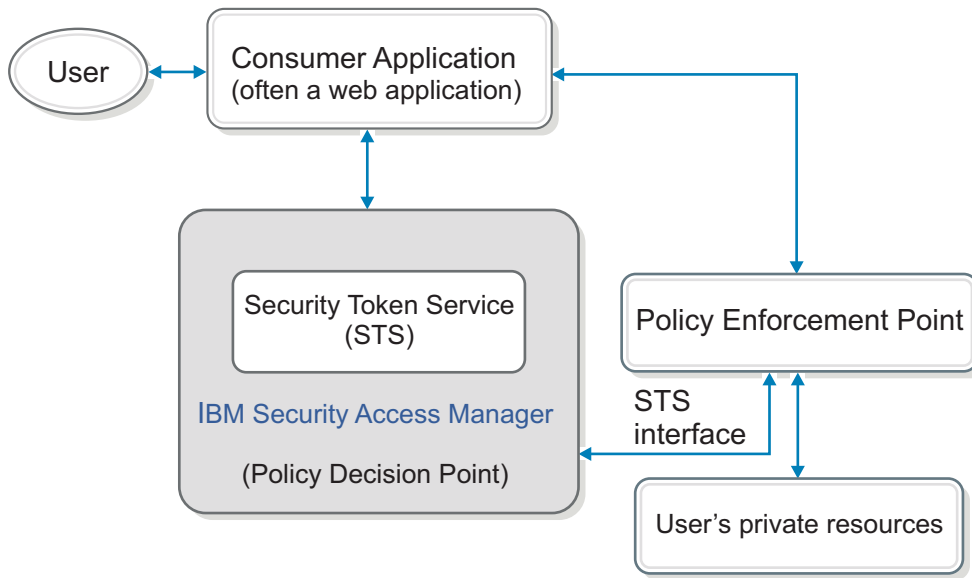 User
Consumer Application
(often a web application)
Security Token Service
(STS)
IBM Security Access Manager
(Policy Decision Point)
Policy Enforcement Point
STS
interface
User’s private resources